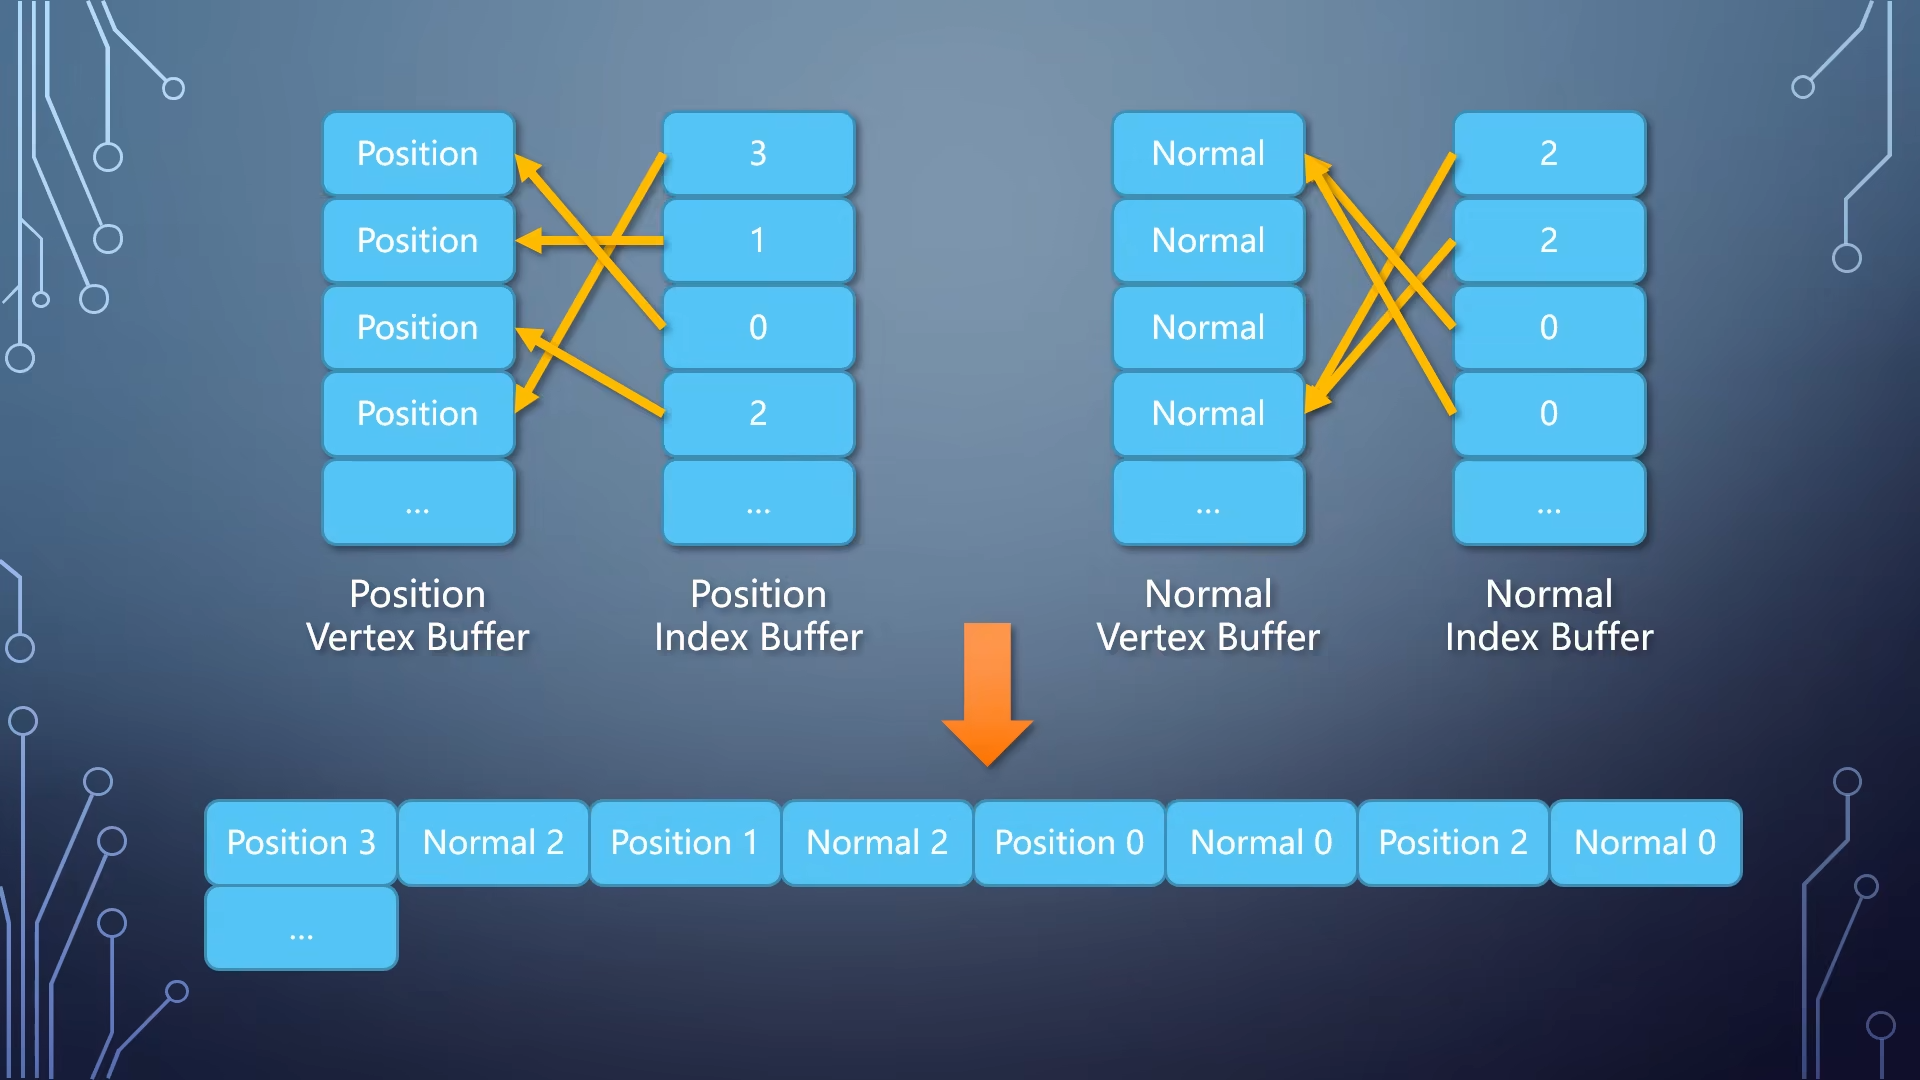 Position
Position
Position
Position
...
Position
Vertex Buffer
3
1
0
2
...
Position
Index Buffer
Normal
Normal
Normal
Normal
...
Normal
Vertex Buffer
2
2
0
0
...
Normal
Index Buffer
Position 3 Normal 2 Position 1 Normal 2 Position 0 Normal 0 Position 2 Normal 0
...